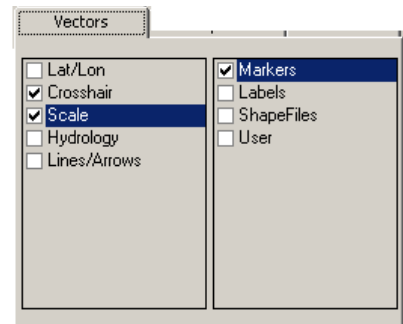 Vectors
Lat/Lon
Crosshair
Scale
Hydrology
Lines/Arrows
Markers
Labels
ShapeFiles
User